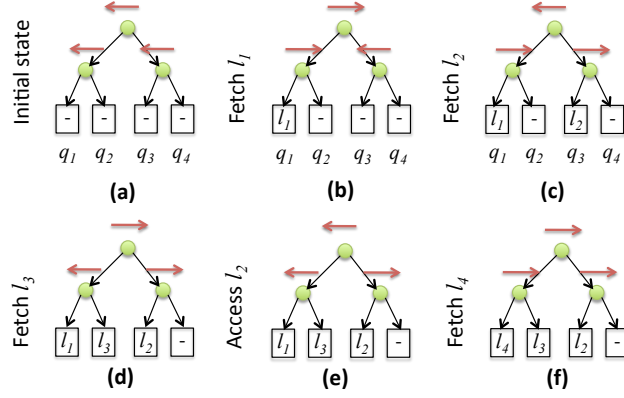 Initial state
- - - -
q1 q2 q3 q4
(a)
Fetch l1
l1 - - -
q1 q2 q3 q4
(b)
Fetch l2
l1 - l2 -
q1 q2 q3 q4
(c)
Fetch l3
l1 l3 l2 -
(d)
Access l2
l1 l3 l2 -
(e)
Fetch l4
l4 l3 l2 -
(f)